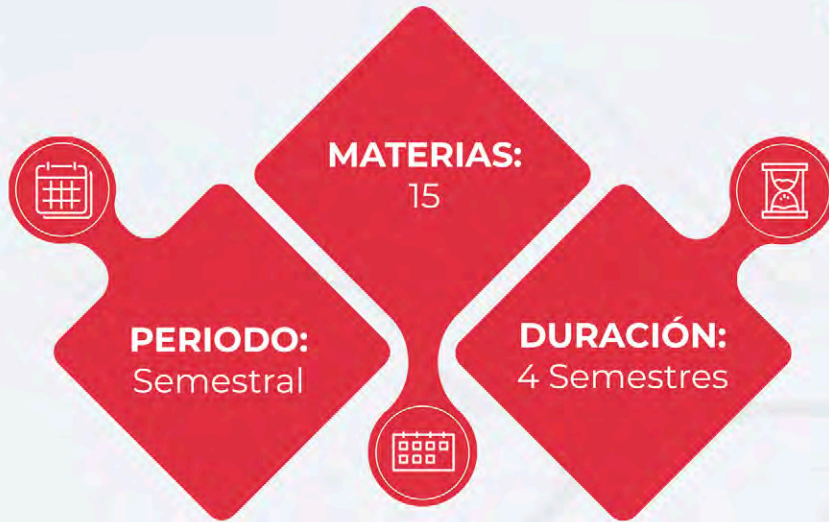 MATERIAS:
15
PERIODO:
Semestral
DURACIÓN:
4 Semestres